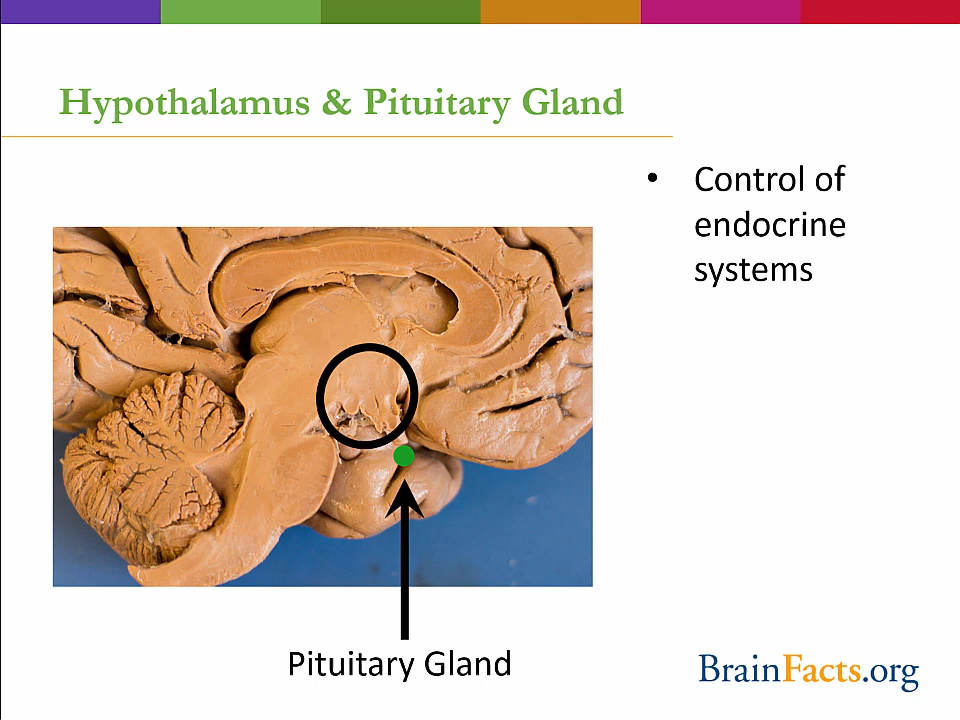 Hypothalamus & Pituitary Gland
• Control of
endocrine
systems
Pituitary Gland
BrainFacts.org